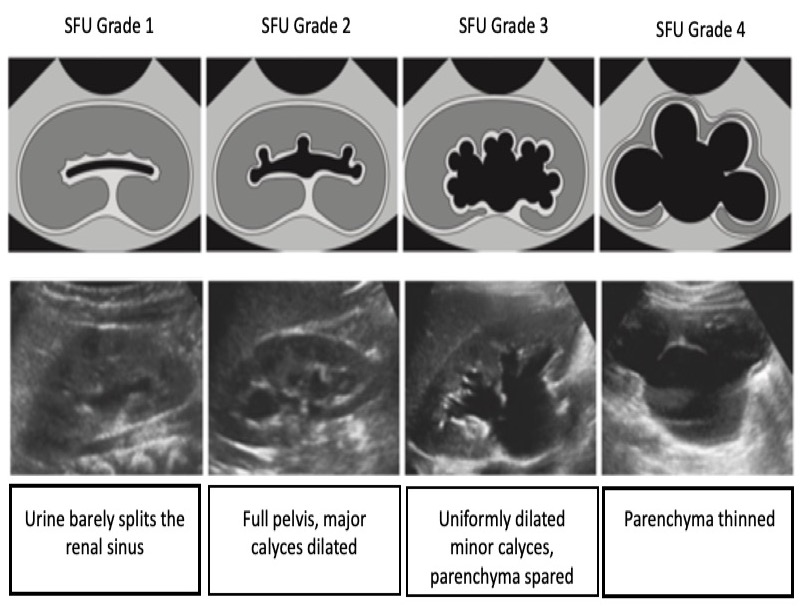 SFU Grade 1
SFU Grade 2
SFU Grade 3
SFU Grade 4
Urine barely splits the
renal sinus
Full pelvis, major
calyces dilated
Uniformly dilated
minor calyces,
parenchyma spared
Parenchyma thinned